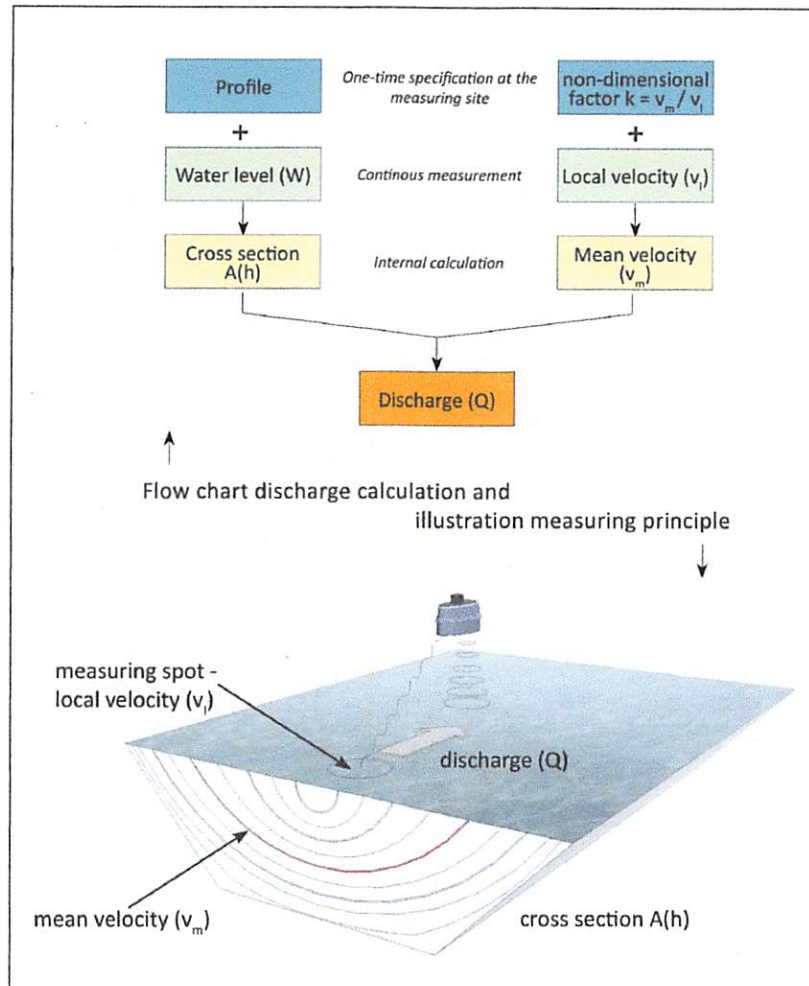 Profile
One-time specification at the
measuring site
non-dimensional
factor k = vm / vl
+
+
Water level (W)
Continous measurement
Local velocity (vl)
Cross section
A(h)
Internal calculation
Mean velocity
(vm)
Discharge (Q)
Flow chart discharge calculation and
illustration measuring principle
measuring spot -
local velocity (vl)
discharge (Q)
mean velocity (vm)
cross section A(h)